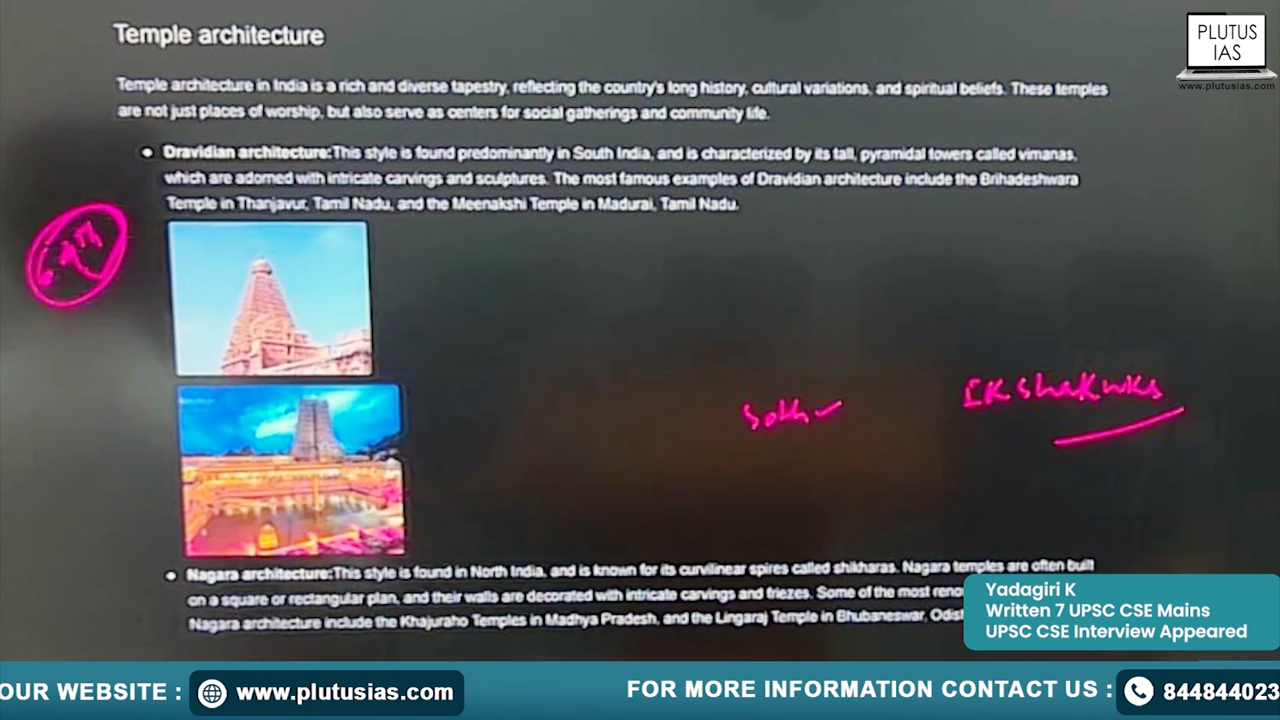 Temple architecture
PLUTUS
IAS
www.plutusias.com
Temple architecture in India is a rich and diverse tapestry, reflecting the country's long history, cultural variations, and spiritual beliefs. These temples
are not just places of worship, but also serve as centers for social gatherings and community life.
Dravidian architecture:This style is found predominantly in South India, and is characterized by its tall, pyramidal towers called vimanas,
which are adorned with intricate carvings and sculptures. The most famous examples of Dravidian architecture include the Brihadeshwara
Temple in Thanjavur, Tamil Nadu, and the Meenakshi Temple in Madurai, Tamil Nadu.
Nagara architecture:This style is found in North India, and is known for its curvilinear spires called shikharas. Nagara temples are often built
on a square or rectangular plan, and their walls are decorated with intricate carvings and friezes. Some of the most
Nagara architecture include the Khajuraho Temples in Madhya Pradesh, and the Lingaraj Temple in Bhubaneswar,
Yadagiri K
Written 7 UPSC CSE Mains
UPSC CSE Interview Appeared
OUR WEBSITE :
www.plutusias.com
FOR MORE INFORMATION CONTACT US :
844844023